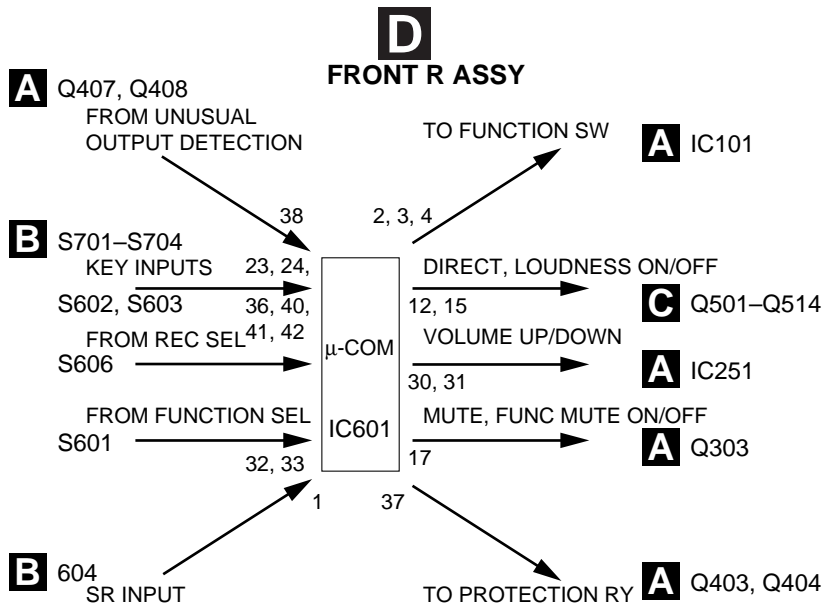 D
FRONT R ASSY
A Q407, Q408
FROM UNUSUAL
OUTPUT DETECTION
38
TO FUNCTION SW
2, 3, 4
A IC101
B S701–S704
KEY INPUTS
23, 24,
S602, S603
36, 40,
FROM REC SEL
41, 42
S606
FROM FUNCTION SEL
S601
32, 33
1
B 604
SR INPUT
μ-COM
IC601
DIRECT, LOUDNESS ON/OFF
12, 15
C Q501–Q514
VOLUME UP/DOWN
30, 31
A IC251
MUTE, FUNC MUTE ON/OFF
17
A Q303
37
TO PROTECTION RY
A Q403, Q404